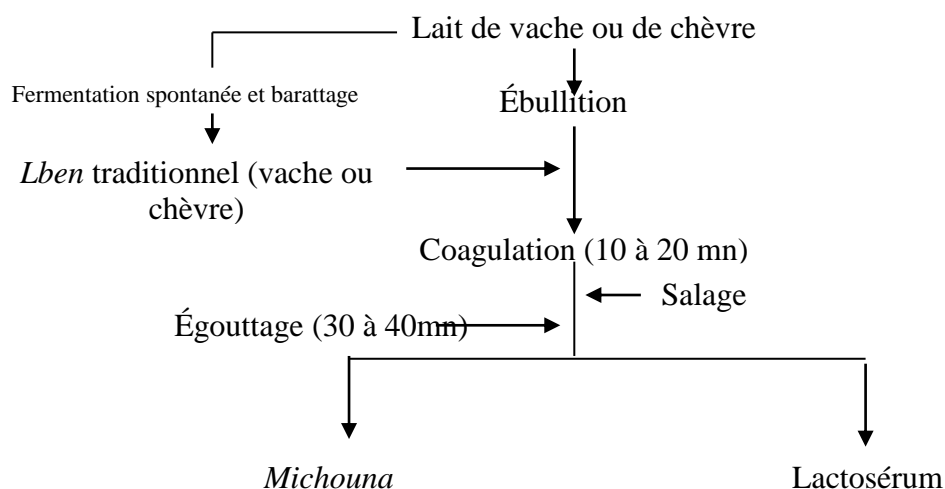 Lait de vache ou de chèvre
Fermentation spontanée et barattage
Ébullition
Lben traditionnel (vache ou
chèvre)
Coagulation (10 à 20 mn)
Salage
Égouttage (30 à 40mn)
Michouna
Lactosérum